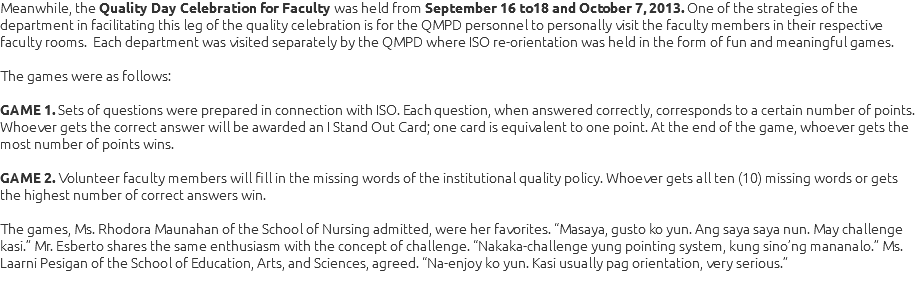 Meanwhile, the Quality Day Celebration for Faculty was held from September 16 to18 and October 7, 2013. One of the strategies of the
department in facilitating this leg of the quality celebration is for the QMPD personnel to personally visit the faculty members in their respective
faculty rooms.  Each department was visited separately by the QMPD where ISO re-orientation was held in the form of fun and meaningful games.
The games were as follows:
GAME 1. Sets of questions were prepared in connection with ISO. Each question, when answered correctly, corresponds to a certain number of points.
Whoever gets the correct answer will be awarded an I Stand Out Card; one card is equivalent to one point. At the end of the game, whoever gets the
most number of points wins.
GAME 2. Volunteer faculty members will fill in the missing words of the institutional quality policy. Whoever gets all ten (10) missing words or gets
the highest number of correct answers win.
The games, Ms. Rhodora Maunahan of the School of Nursing admitted, were her favorites. “Masaya, gusto ko yun. Ang saya saya nun. May challenge
kasi.” Mr. Esberto shares the same enthusiasm with the concept of challenge. “Nakaka-challenge yung pointing system, kung sino’ng mananalo.” Ms.
Laarni Pesigan of the School of Education, Arts, and Sciences, agreed. “Na-enjoy ko yun. Kasi usually pag orientation, very serious.”